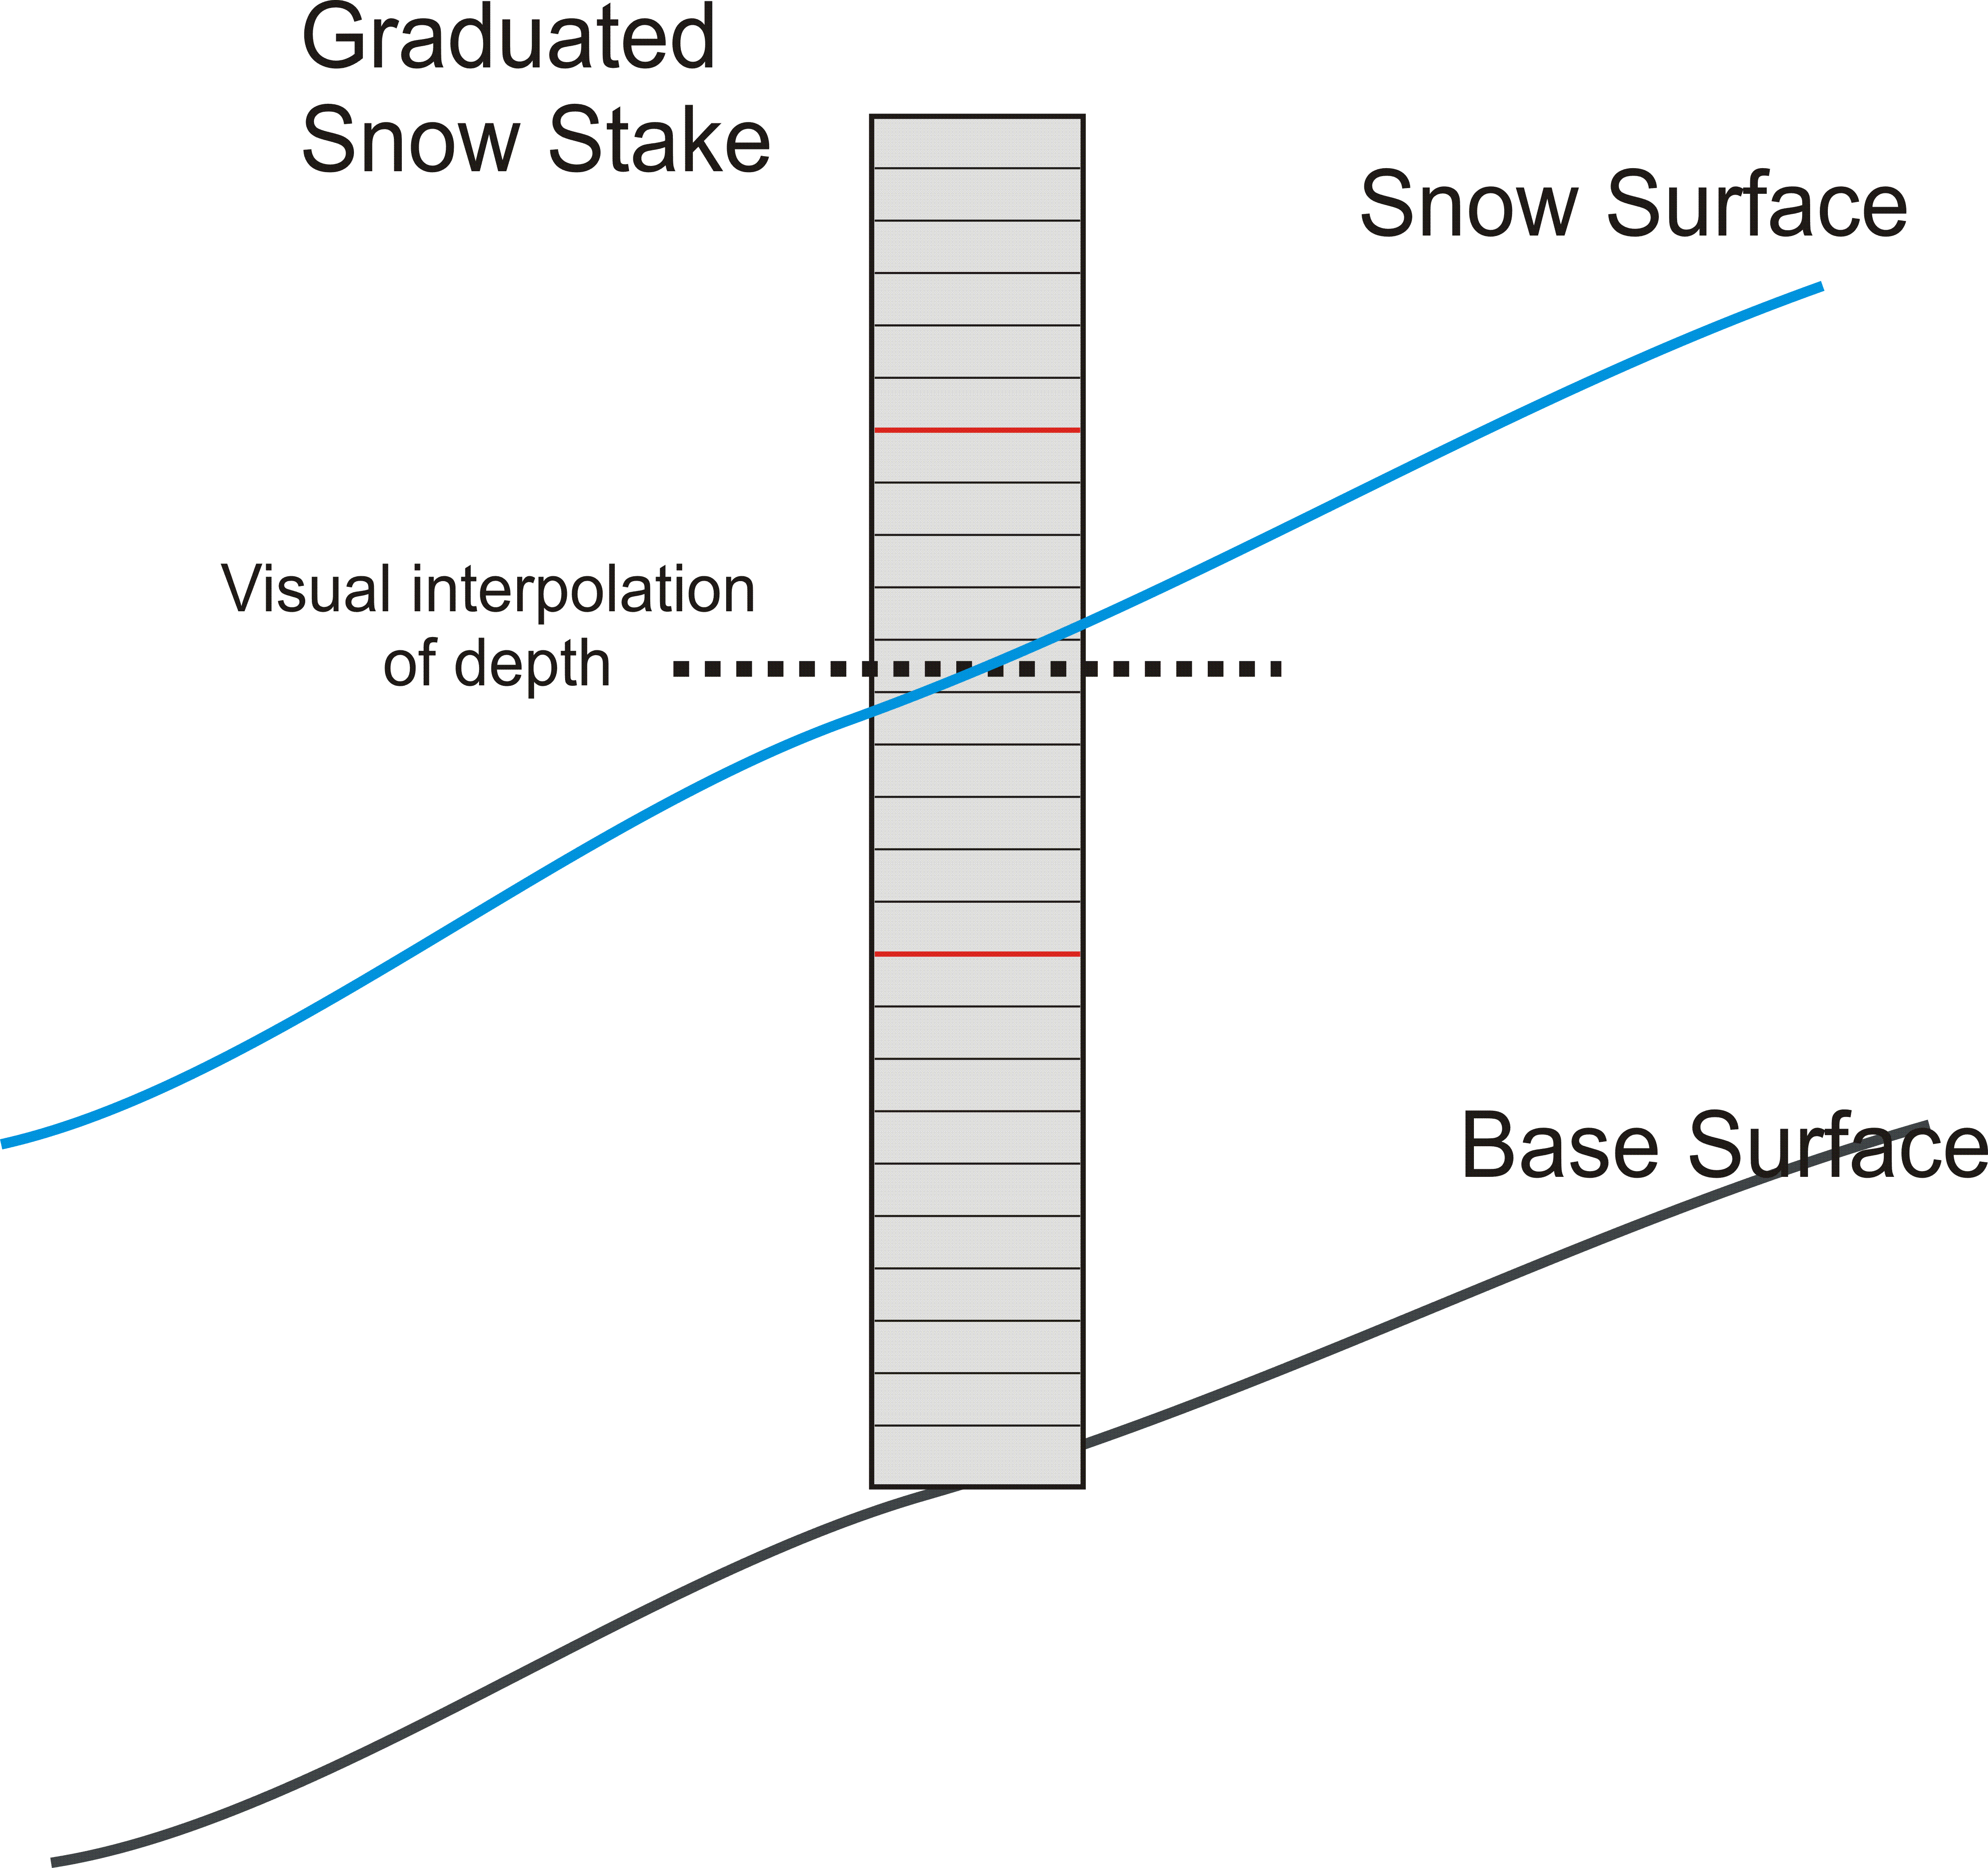 Graduated
Snow Stake
Snow Surface
Visual interpolation
of depth
Base Surface